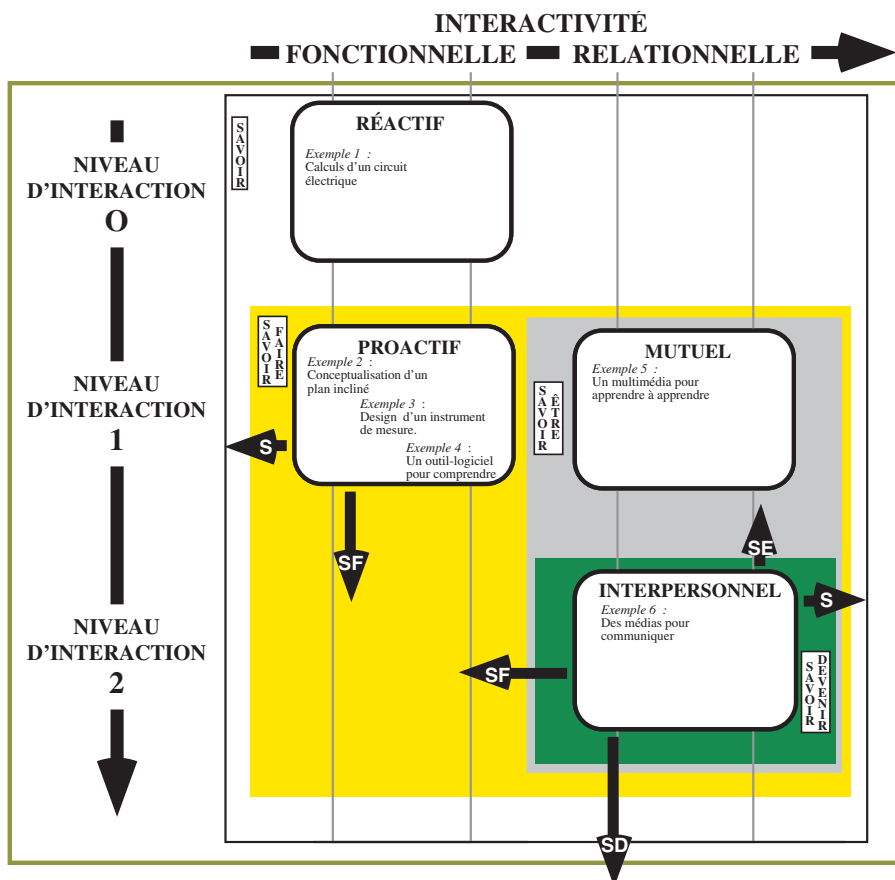 INTERACTIVITÉ
FONCTIONNELLE RELATIONNELLE
NIVEAU
D'INTERACTION
O
SAVOIR
RÉACTIF
Exemple 1 :
Calculs d'un circuit
électrique
NIVEAU
D'INTERACTION
1
SAVOIR
FAIRE
PROACTIF
Exemple 2 :
Conceptualisation d'un
plan incliné
Exemple 3 :
Design d'un instrument
de mesure.
Exemple 4 :
Un outil-logiciel
pour comprendre
S
SF
SAVOIR
ÊTRE
MUTUEL
Exemple 5 :
Un multimédia pour
apprendre à apprendre
SE
NIVEAU
D'INTERACTION
2
INTERPERSONNEL
Exemple 6 :
Des médias pour
communiquer
S
SF
SAVOIR
DEVENIR
SD